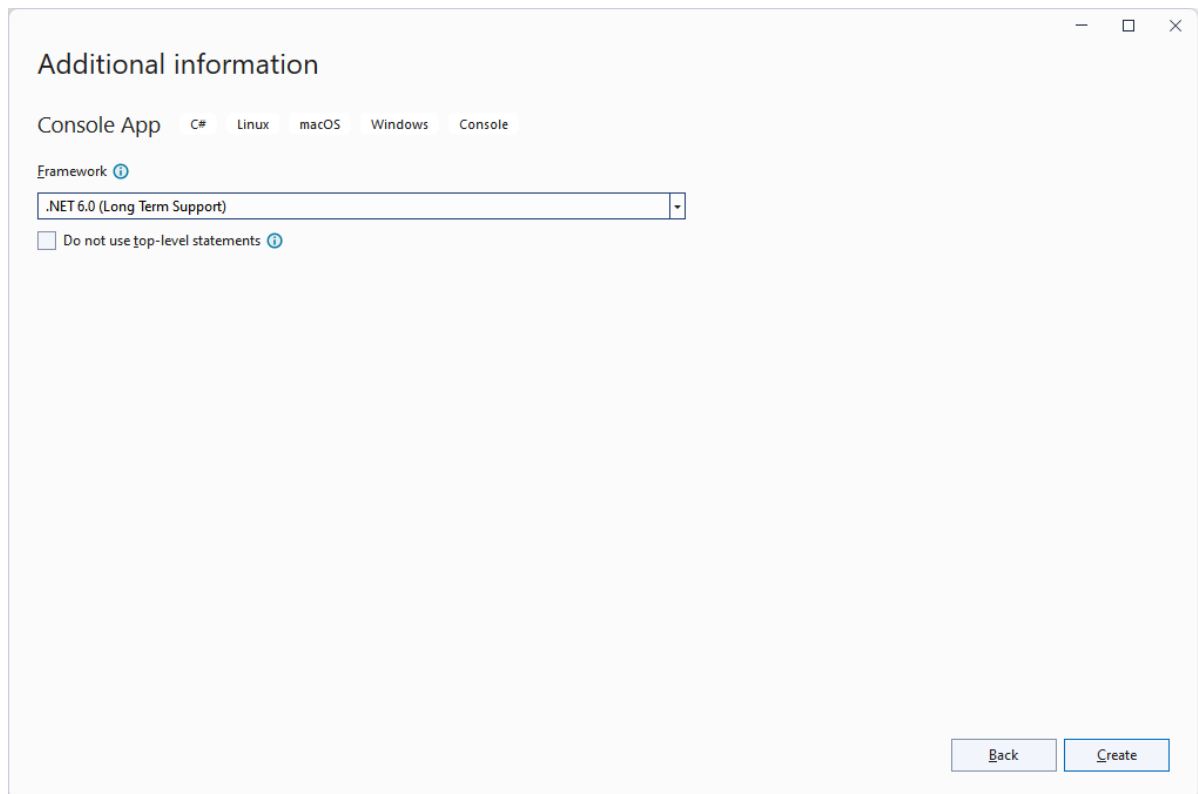 Additional information
Console App C# Linux macOS Windows Console
Framework
.NET 6.0 (Long Term Support)
Do not use top-level statements
Back Create